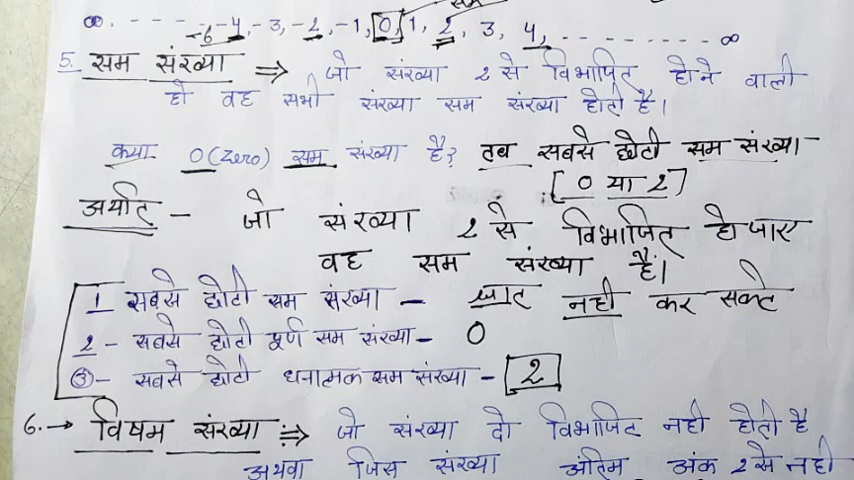 सम
∞. - - - - - - -6 -4, -3, -2, -1, 0, 1, 2, 3, 4, - - - - - - - - - ∞
5. सम संख्या ⇒ जो संख्या 2 से विभाजित होने वाली
हो वह सभी संख्या सम संख्या होती है।
क्या 0 (Zero) सम संख्या है? तब सबसे छोटी सम संख्या
[0 या 2]
अर्थात - जो संख्या 2 से विभाजित हो जाए
वह सम संख्या हैं।
1 सबसे छोटी सम संख्या - ज्ञात नही कर सकते
2 - सबसे छोटी पूर्ण सम संख्या - 0
③ - सबसे छोटी धनात्मक सम संख्या - 2
6. → विषम संख्या ⇒ जो संख्या दो विभाजित नही होती है
अथवा जिस संख्या अंतिम अंक 2 से नही